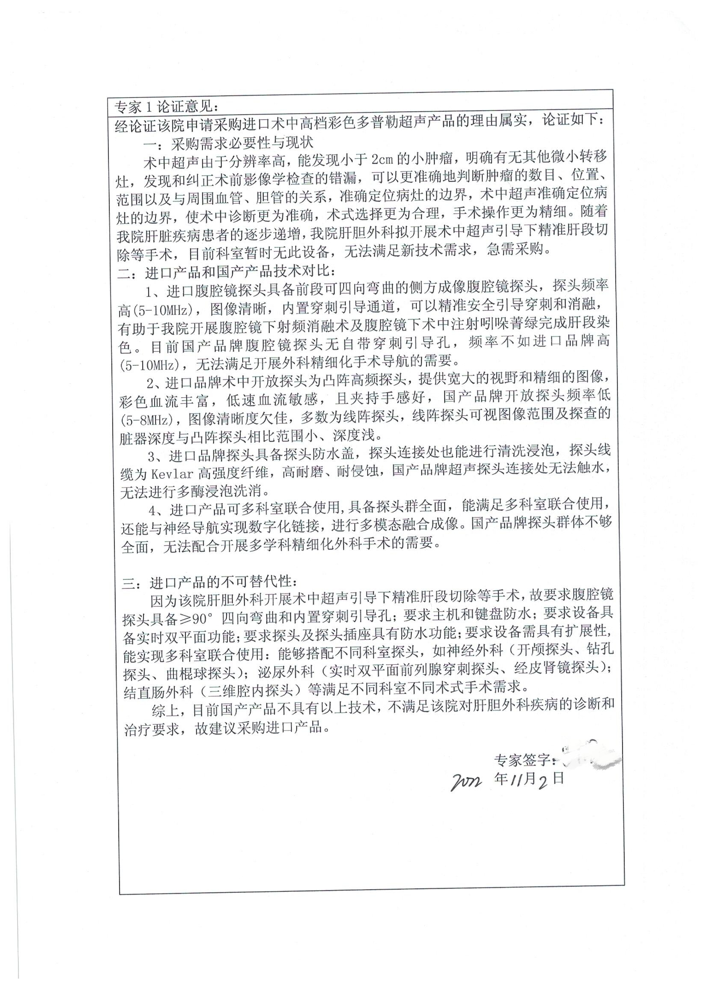 专家1论证意见：
经论证该院申请采购进口术中高档彩色多普勒超声产品的理由属实，论证如下：
一：采购需求必要性与现状
术中超声由于分辨率高，能发现小于2cm的小肿瘤，明确有无其他微小转移
灶，发现和纠正术前影像学检查的错漏，可以更准确地判断肿瘤的数目、位置、
范围以及与周围血管、胆管的关系，准确定位病灶的边界，术中超声准确定位病
灶的边界，使术中诊断更为准确，术式选择更为合理，手术操作更为精细。随着
我院肝脏疾病患者的逐步递增，我院肝胆外科拟开展术中超声引导下精准肝段切
除等手术，目前科室暂时无此设备，无法满足新技术需求，急需采购。
二：进口产品和国产产品技术对比：
1、进口腹腔镜探头具备前段可四向弯曲的侧方成像腹腔镜探头，探头频率
高(5-10MHz)，图像清晰，内置穿刺引导通道，可以精准安全引导穿刺和消融，
有助于我院开展腹腔镜下射频消融术及腹腔镜下术中注射吲哚菁绿完成肝段染
色。目前国产品牌腹腔镜探头无自带穿刺引导孔，频率不如进口品牌高
(5-10MHz)，无法满足开展外科精细化手术导航的需要。
2、进口品牌术中开放探头为凸阵高频探头，提供宽大的视野和精细的图像，
彩色血流丰富，低速血流敏感，且夹持手感好，国产品牌开放探头频率低
(5-8MHz)，图像清晰度欠佳，多数为线阵探头，线阵探头可视图像范围及探查的
脏器深度与凸阵探头相比范围小、深度浅。
3、进口品牌探头具备探头防水盖，探头连接处也能进行清洗浸泡，探头线
缆为Kevlar高强度纤维，高耐磨、耐侵蚀，国产品牌超声探头连接处无法触水，
无法进行多酶浸泡洗消。
4、进口产品可多科室联合使用,具备探头群全面，能满足多科室联合使用，
还能与神经导航实现数字化链接，进行多模态融合成像。国产品牌探头群体不够
全面，无法配合开展多学科精细化外科手术的需要。
三：进口产品的不可替代性：
因为该院肝胆外科开展术中超声引导下精准肝段切除等手术，故要求腹腔镜
探头具备≥90°四向弯曲和内置穿刺引导孔；要求主机和键盘防水；要求设备具
备实时双平面功能；要求探头及探头插座具有防水功能；要求设备需具有扩展性，
能实现多科室联合使用：能够搭配不同科室探头，如神经外科（开颅探头、钻孔
探头、曲棍球探头）；泌尿外科（实时双平面前列腺穿刺探头、经皮肾镜探头）；
结直肠外科（三维腔内探头）等满足不同科室不同术式手术需求。
综上，目前国产产品不具有以上技术，不满足该院对肝胆外科疾病的诊断和
治疗要求，故建议采购进口产品。
专家签字：
2022 年11月2日